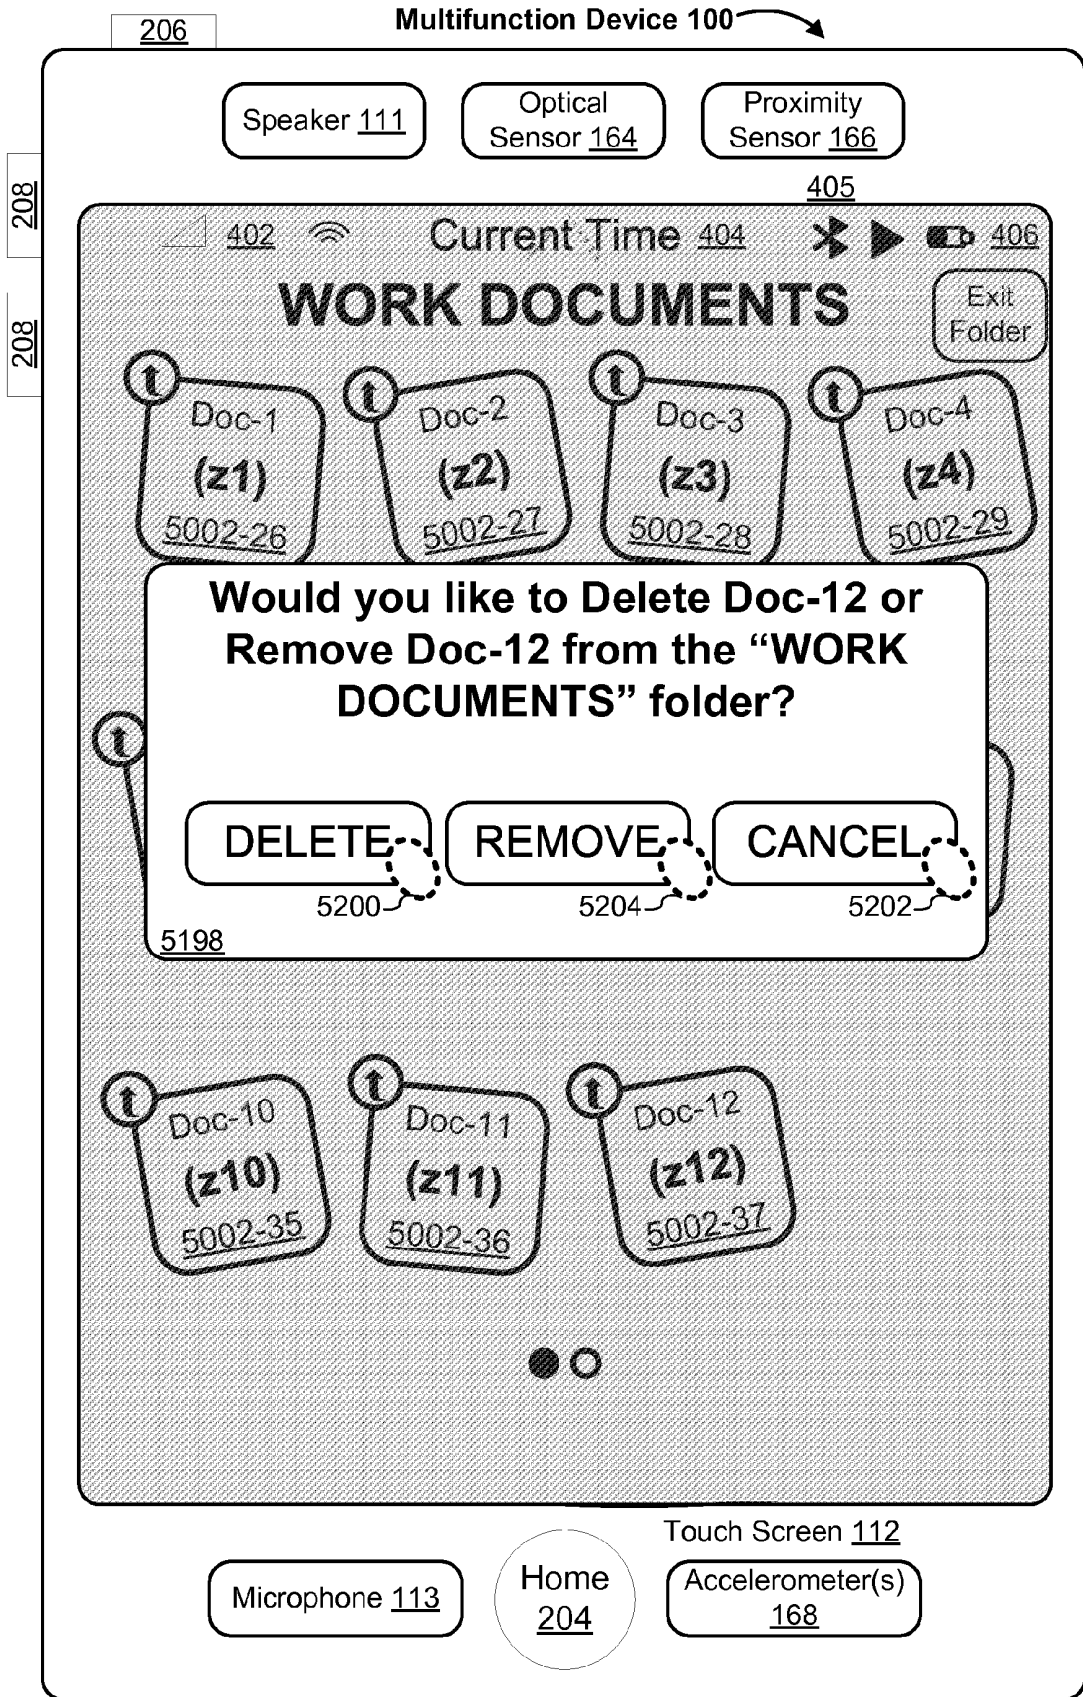 Multifunction Device 100
206
Speaker 111
Optical
Sensor 164
Proximity
Sensor 166
208
208
405
402
Current Time 404
406
WORK DOCUMENTS
Exit
Folder
Doc-1
(z1)
5002-26
Doc-2
(z2)
5002-27
Doc-3
(z3)
5002-28
Doc-4
(z4)
5002-29
Would you like to Delete Doc-12 or
Remove Doc-12 from the “WORK
DOCUMENTS” folder?
DELETE
REMOVE
CANCEL
5200
5204
5202
5198
Doc-10
(z10)
5002-35
Doc-11
(z11)
5002-36
Doc-12
(z12)
5002-37
Touch Screen 112
Microphone 113
Home
204
Accelerometer(s)
168